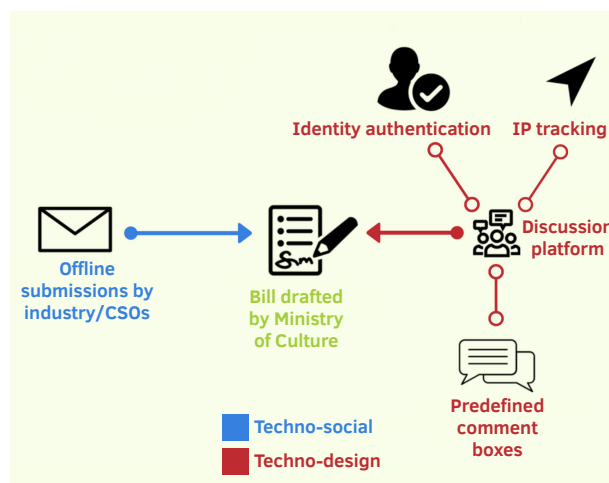 Identity authentication
IP tracking
Discussion
platform
Offline
submissions by
industry/CSOs
Bill drafted
by Ministry
of Culture
Predefined
comment
boxes
Techno-social
Techno-design